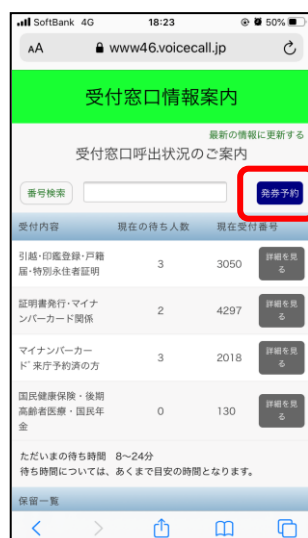 SoftBank 4G 18:23 50%
AA www46.voicecall.jp
受付窓口情報案内
最新の情報に更新する
受付窓口呼出状況のご案内
番号検索 発券予約
受付内容 現在の待ち人数 現在受付番号
引越・印鑑登録・戸籍
届・特別永住者証明 3 3050 詳細を見
る
証明書発行・マイナ
ンバーカード関係 2 4297 詳細を見
る
マイナンバーカー
ド゛来庁予約済の方 3 2018 詳細を見
る
国民健康保険・後期
高齢者医療・国民年
金 0 130 詳細を見
る
ただいまの待ち時間 8〜24分
待ち時間については、あくまで目安の時間となります。
保留一覧